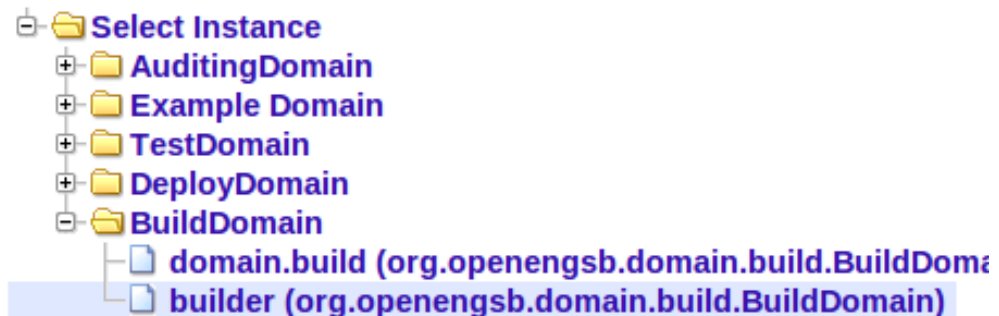 Select Instance
AuditingDomain
Example Domain
TestDomain
DeployDomain
BuildDomain
domain.build (org.openengsb.domain.build.BuildDoma
builder (org.openengsb.domain.build.BuildDomain)